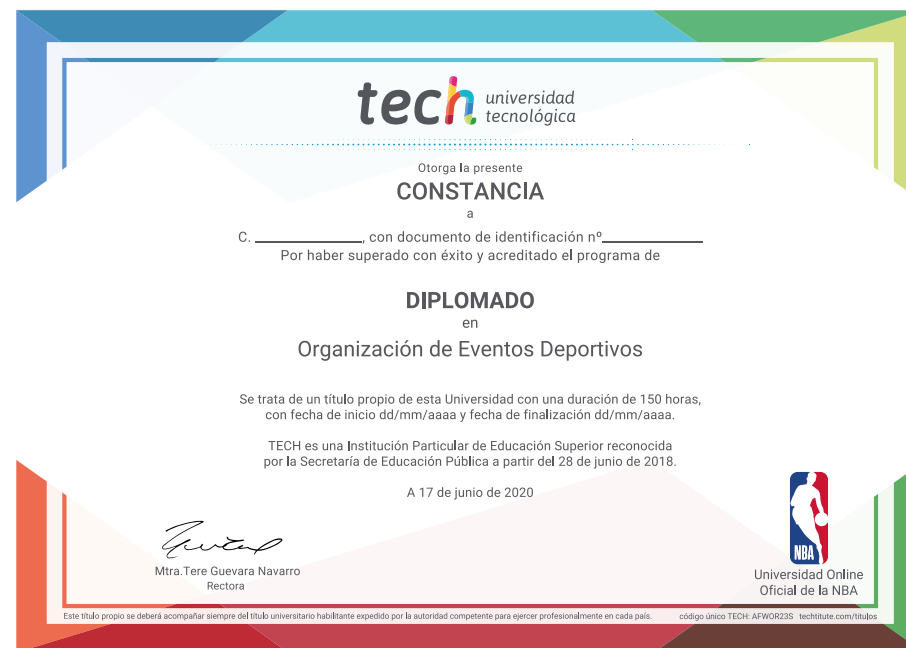 tech universidad
tecnológica
Otorga la presente
CONSTANCIA
a
C. ________________, con documento de identificación nº_______________
Por haber superado con éxito y acreditado el programa de
DIPLOMADO
en
Organización de Eventos Deportivos
Se trata de un título propio de esta Universidad con una duración de 150 horas,
con fecha de inicio dd/mm/aaaa y fecha de finalización dd/mm/aaaa.
TECH es una Institución Particular de Educación Superior reconocida
por la Secretaría de Educación Pública a partir del 28 de junio de 2018.
A 17 de junio de 2020
Mtra.Tere Guevara Navarro
Rectora
NBA
Universidad Online
Oficial de la NBA
Este título propio se deberá acompañar siempre del título universitario habilitante expedido por la autoridad competente para ejercer profesionalmente en cada país. código único TECH: AFWOR23S techtitute.com/titulos